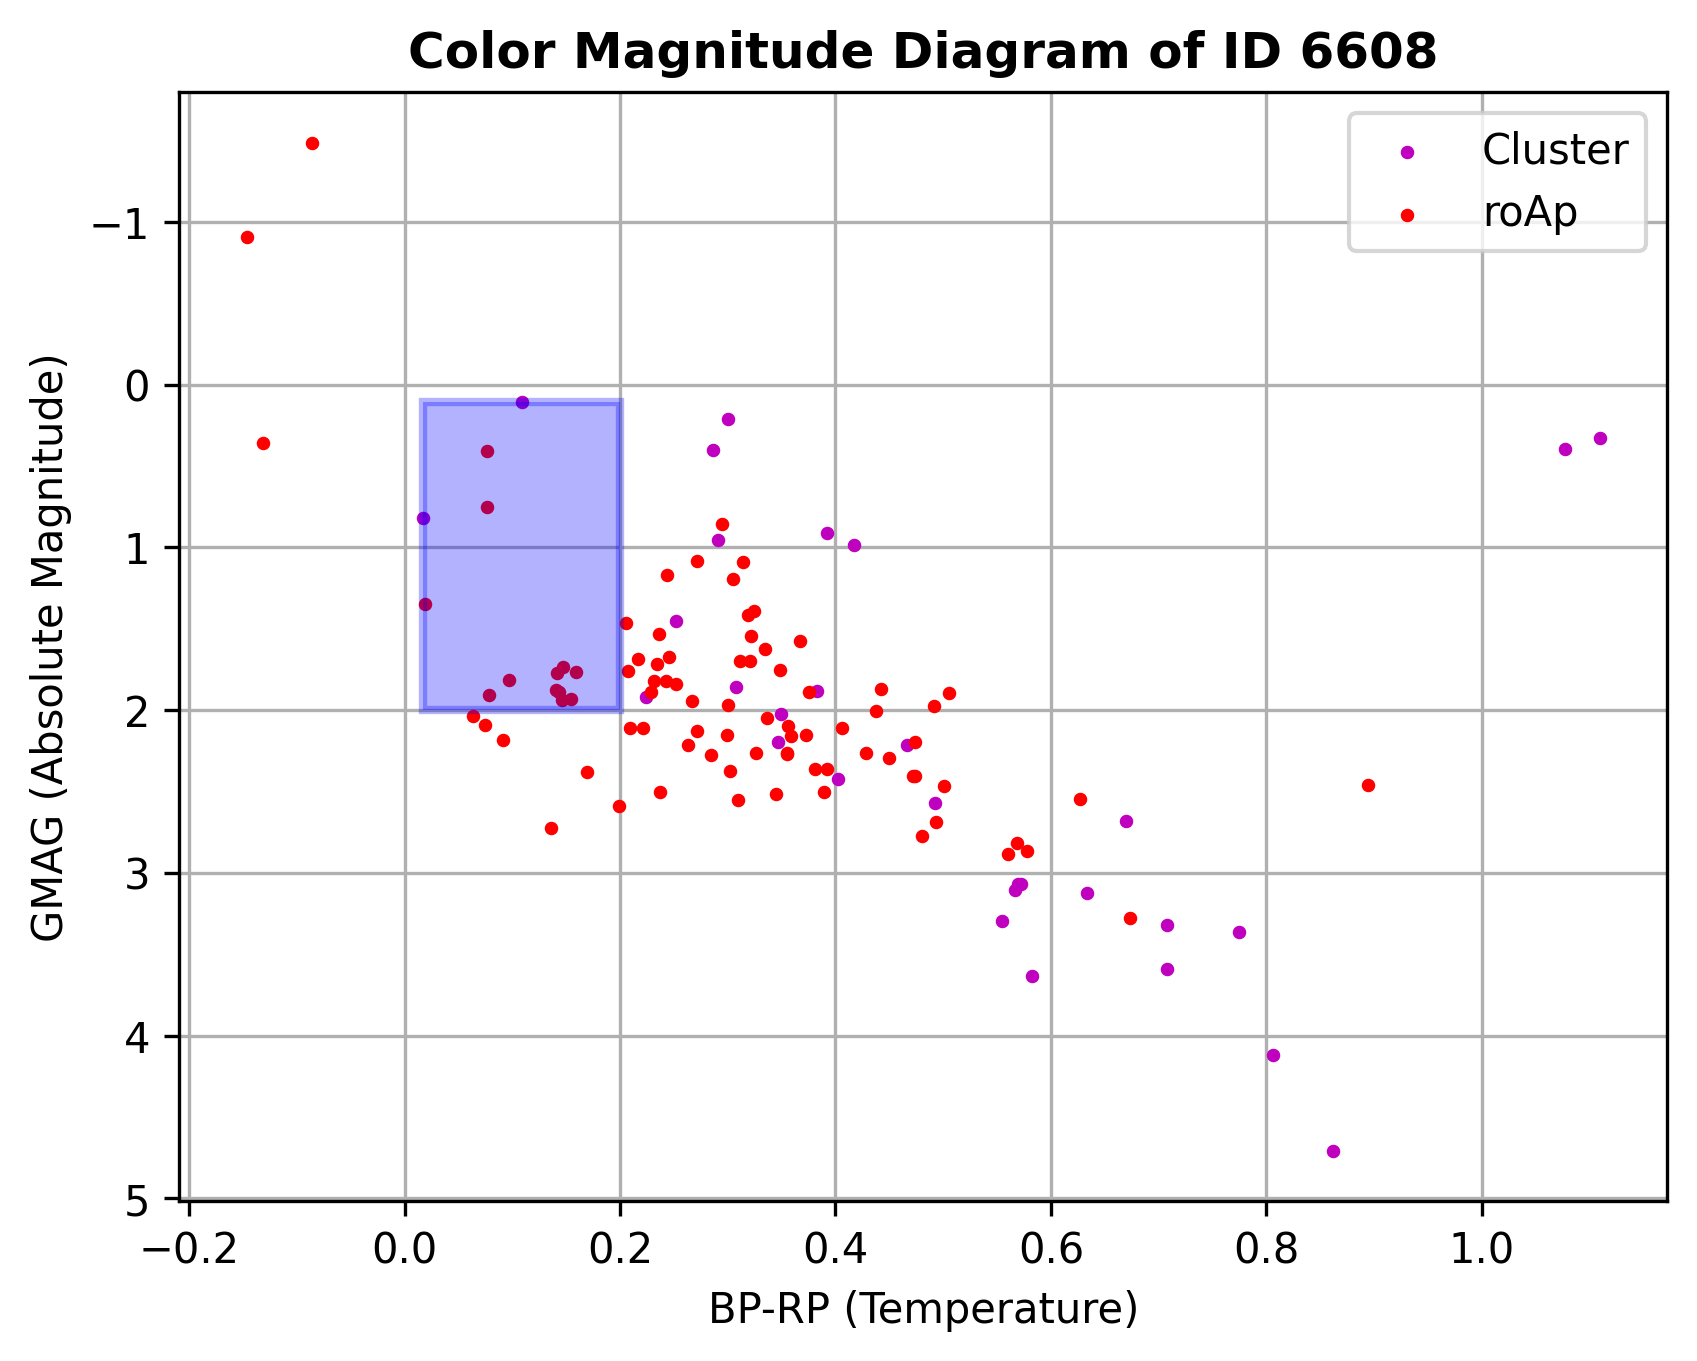 Color Magnitude Diagram of ID 6608
Cluster
roAp
−1
0
1
2
3
4
5
GMAG (Absolute Magnitude)
−0.2 0.0 0.2 0.4 0.6 0.8 1.0
BP-RP (Temperature)